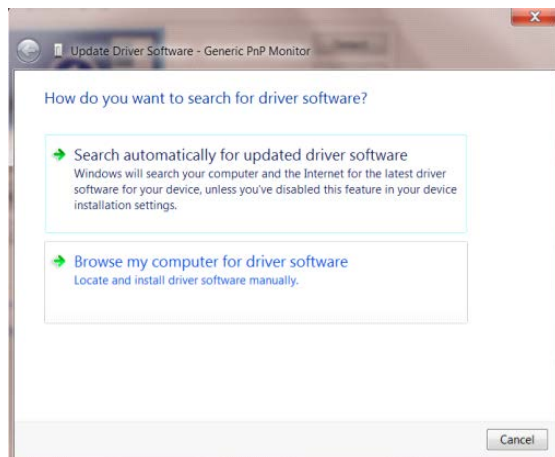 Update Driver Software - Generic PnP Monitor
How do you want to search for driver software?
Search automatically for updated driver software
Windows will search your computer and the Internet for the latest driver
software for your device, unless you've disabled this feature in your device
installation settings.
Browse my computer for driver software
Locate and install driver software manually.
Cancel